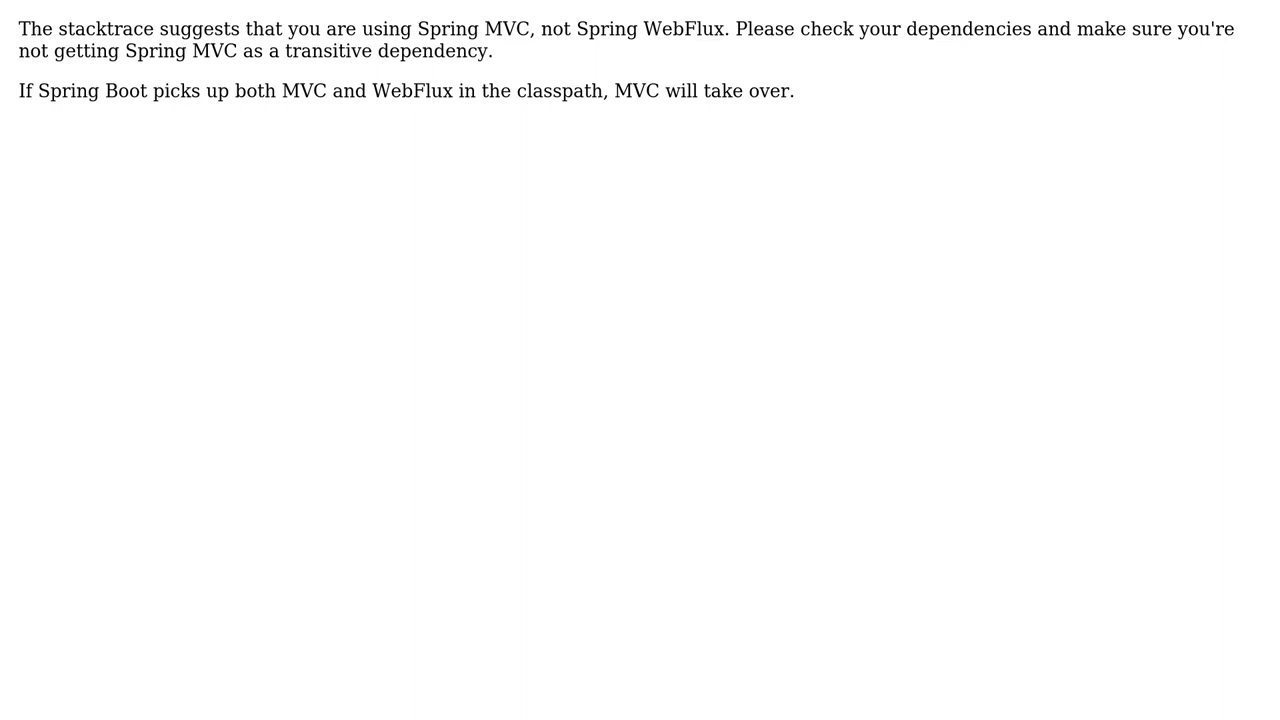 The stacktrace suggests that you are using Spring MVC, not Spring WebFlux. Please check your dependencies and make sure you're
not getting Spring MVC as a transitive dependency.
If Spring Boot picks up both MVC and WebFlux in the classpath, MVC will take over.